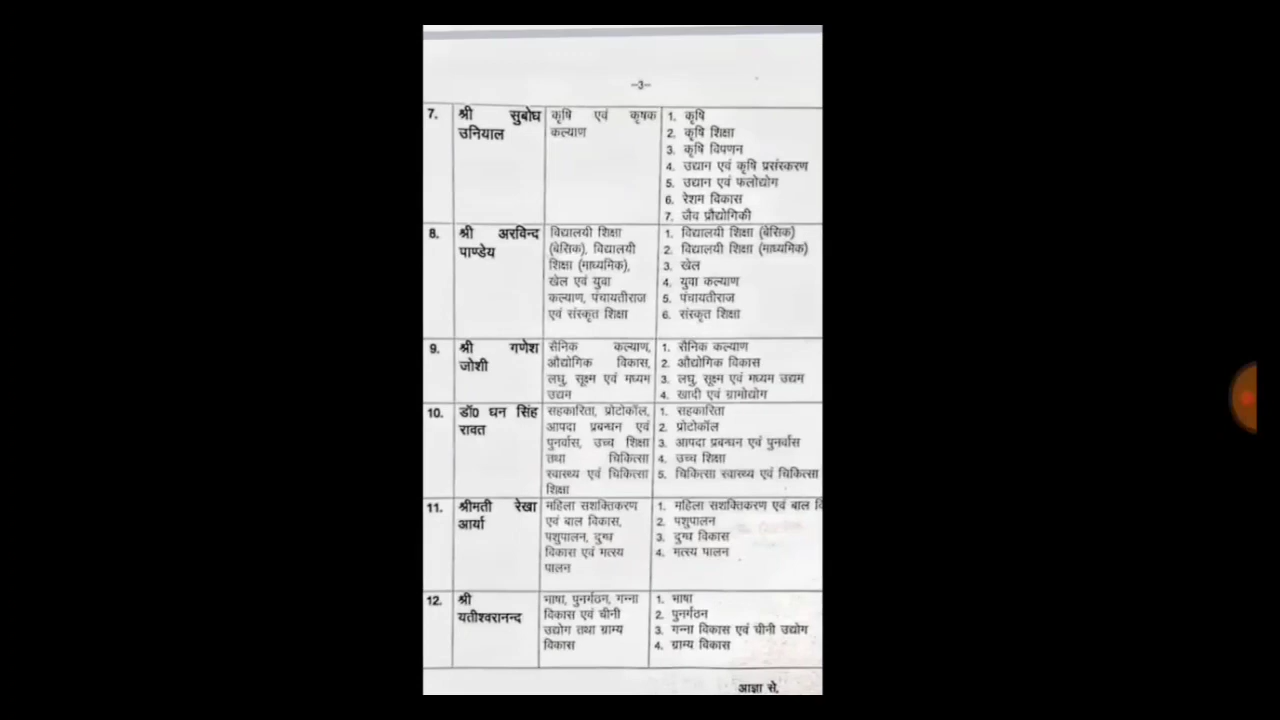 –3–
7. श्री सुबोध उनियाल
कृषि एवं कृषक कल्याण
1. कृषि
2. कृषि शिक्षा
3. कृषि विपणन
4. उद्यान एवं कृषि प्रसंस्करण
5. उद्यान एवं फलोद्योग
6. रेशम विकास
7. जैव प्रौद्योगिकी
8. श्री अरविन्द पाण्डेय
विद्यालयी शिक्षा
(बेसिक), विद्यालयी
शिक्षा (माध्यमिक),
खेल एवं युवा
कल्याण, पंचायतीराज
एवं संस्कृत शिक्षा
1. विद्यालयी शिक्षा (बेसिक)
2. विद्यालयी शिक्षा (माध्यमिक)
3. खेल
4. युवा कल्याण
5. पंचायतीराज
6. संस्कृत शिक्षा
9. श्री गणेश जोशी
सैनिक कल्याण,
औद्योगिक विकास,
लघु, सूक्ष्म एवं मध्यम
उद्यम
1. सैनिक कल्याण
2. औद्योगिक विकास
3. लघु, सूक्ष्म एवं मध्यम उद्यम
4. खादी एवं ग्रामोद्योग
10. डॉ0 धन सिंह रावत
सहकारिता, प्रोटोकॉल,
आपदा प्रबन्धन एवं
पुनर्वास, उच्च शिक्षा
तथा चिकित्सा
स्वास्थ्य एवं चिकित्सा
शिक्षा
1. सहकारिता
2. प्रोटोकॉल
3. आपदा प्रबन्धन एवं पुनर्वास
4. उच्च शिक्षा
5. चिकित्सा स्वास्थ्य एवं चिकित्सा
11. श्रीमती रेखा आर्या
महिला सशक्तिकरण
एवं बाल विकास,
पशुपालन, दुग्ध
विकास एवं मत्स्य
पालन
1. महिला सशक्तिकरण एवं बाल
2. पशुपालन
3. दुग्ध विकास
4. मत्स्य पालन
12. श्री यतीश्वरानन्द
भाषा, पुनर्गठन, गन्ना
विकास एवं चीनी
उद्योग तथा ग्राम्य
विकास
1. भाषा
2. पुनर्गठन
3. गन्ना विकास एवं चीनी उद्योग
4. ग्राम्य विकास
आज्ञा से,